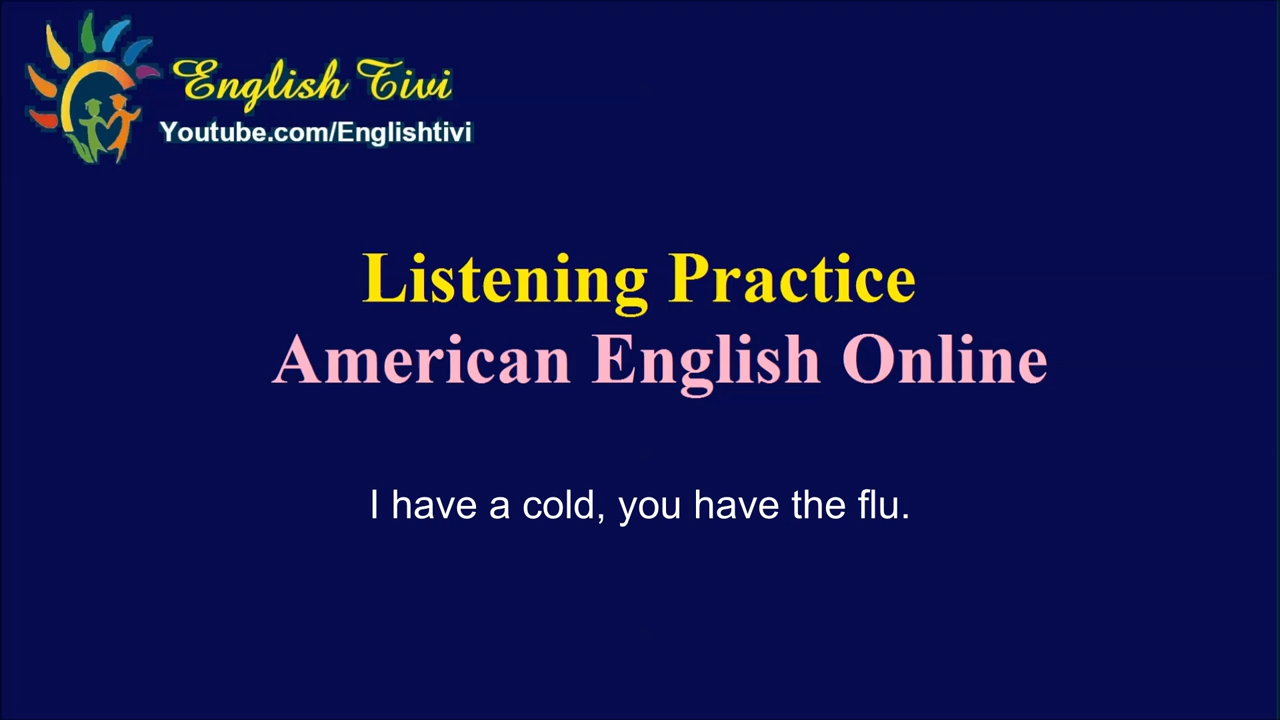 English Tivi
Youtube.com/Englishtivi
Listening Practice
American English Online
I have a cold, you have the flu.